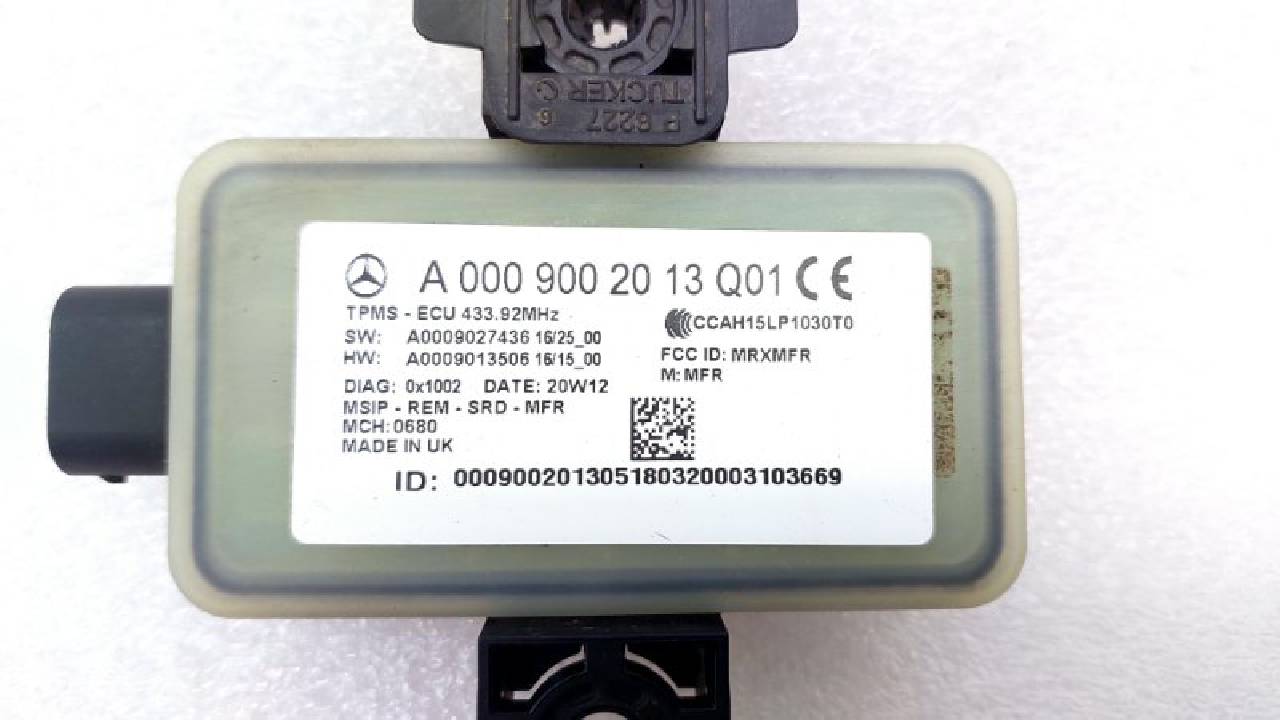 TUCKER
P 8227 6
A 000 900 20 13 Q01 CE
TPMS - ECU 433.92MHz
SW: A0009027436 16/25_00
HW: A0009013506 16/15_00
DIAG: 0x1002 DATE: 20W12
MSIP - REM - SRD - MFR
MCH: 0680
MADE IN UK
CCAH15LP1030T0
FCC ID: MRXMFR
M: MFR
ID: 000900201305180320003103669